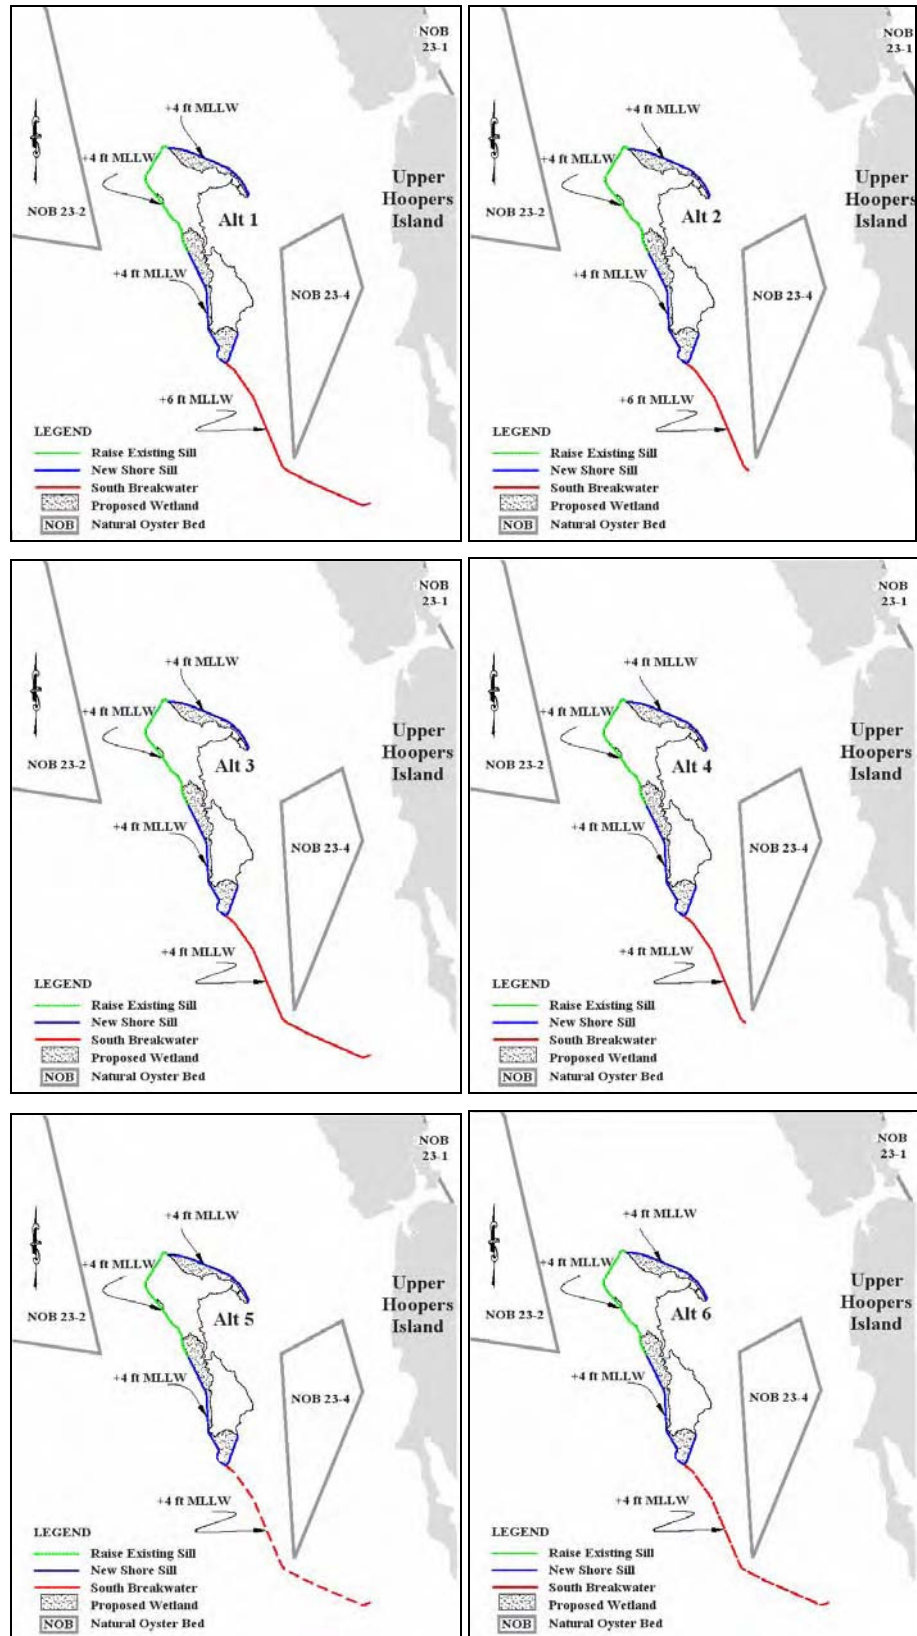 NOB
23-1
+4 ft MLLW
+4 ft MLLW
Upper
Hoopers
Island
NOB 23-2
Alt 1
+4 ft MLLW
NOB 23-4
+6 ft MLLW
LEGEND
Raise Existing Sill
New Shore Sill
South Breakwater
Proposed Wetland
NOB Natural Oyster Bed
NOB
23-1
+4 ft MLLW
+4 ft MLLW
Upper
Hoopers
Island
NOB 23-2
Alt 2
+4 ft MLLW
NOB 23-4
+6 ft MLLW
LEGEND
Raise Existing Sill
New Shore Sill
South Breakwater
Proposed Wetland
NOB Natural Oyster Bed
NOB
23-1
+4 ft MLLW
+4 ft MLLW
Upper
Hoopers
Island
NOB 23-2
Alt 3
+4 ft MLLW
NOB 23-4
+4 ft MLLW
LEGEND
Raise Existing Sill
New Shore Sill
South Breakwater
Proposed Wetland
NOB Natural Oyster Bed
NOB
23-1
+4 ft MLLW
+4 ft MLLW
Upper
Hoopers
Island
NOB 23-2
Alt 4
+4 ft MLLW
NOB 23-4
+4 ft MLLW
LEGEND
Raise Existing Sill
New Shore Sill
South Breakwater
Proposed Wetland
NOB Natural Oyster Bed
NOB
23-1
+4 ft MLLW
+4 ft MLLW
Upper
Hoopers
Island
NOB 23-2
Alt 5
+4 ft MLLW
NOB 23-4
+4 ft MLLW
LEGEND
Raise Existing Sill
New Shore Sill
South Breakwater
Proposed Wetland
NOB Natural Oyster Bed
NOB
23-1
+4 ft MLLW
+4 ft MLLW
Upper
Hoopers
Island
NOB 23-2
Alt 6
+4 ft MLLW
NOB 23-4
+4 ft MLLW
LEGEND
Raise Existing Sill
New Shore Sill
South Breakwater
Proposed Wetland
NOB Natural Oyster Bed